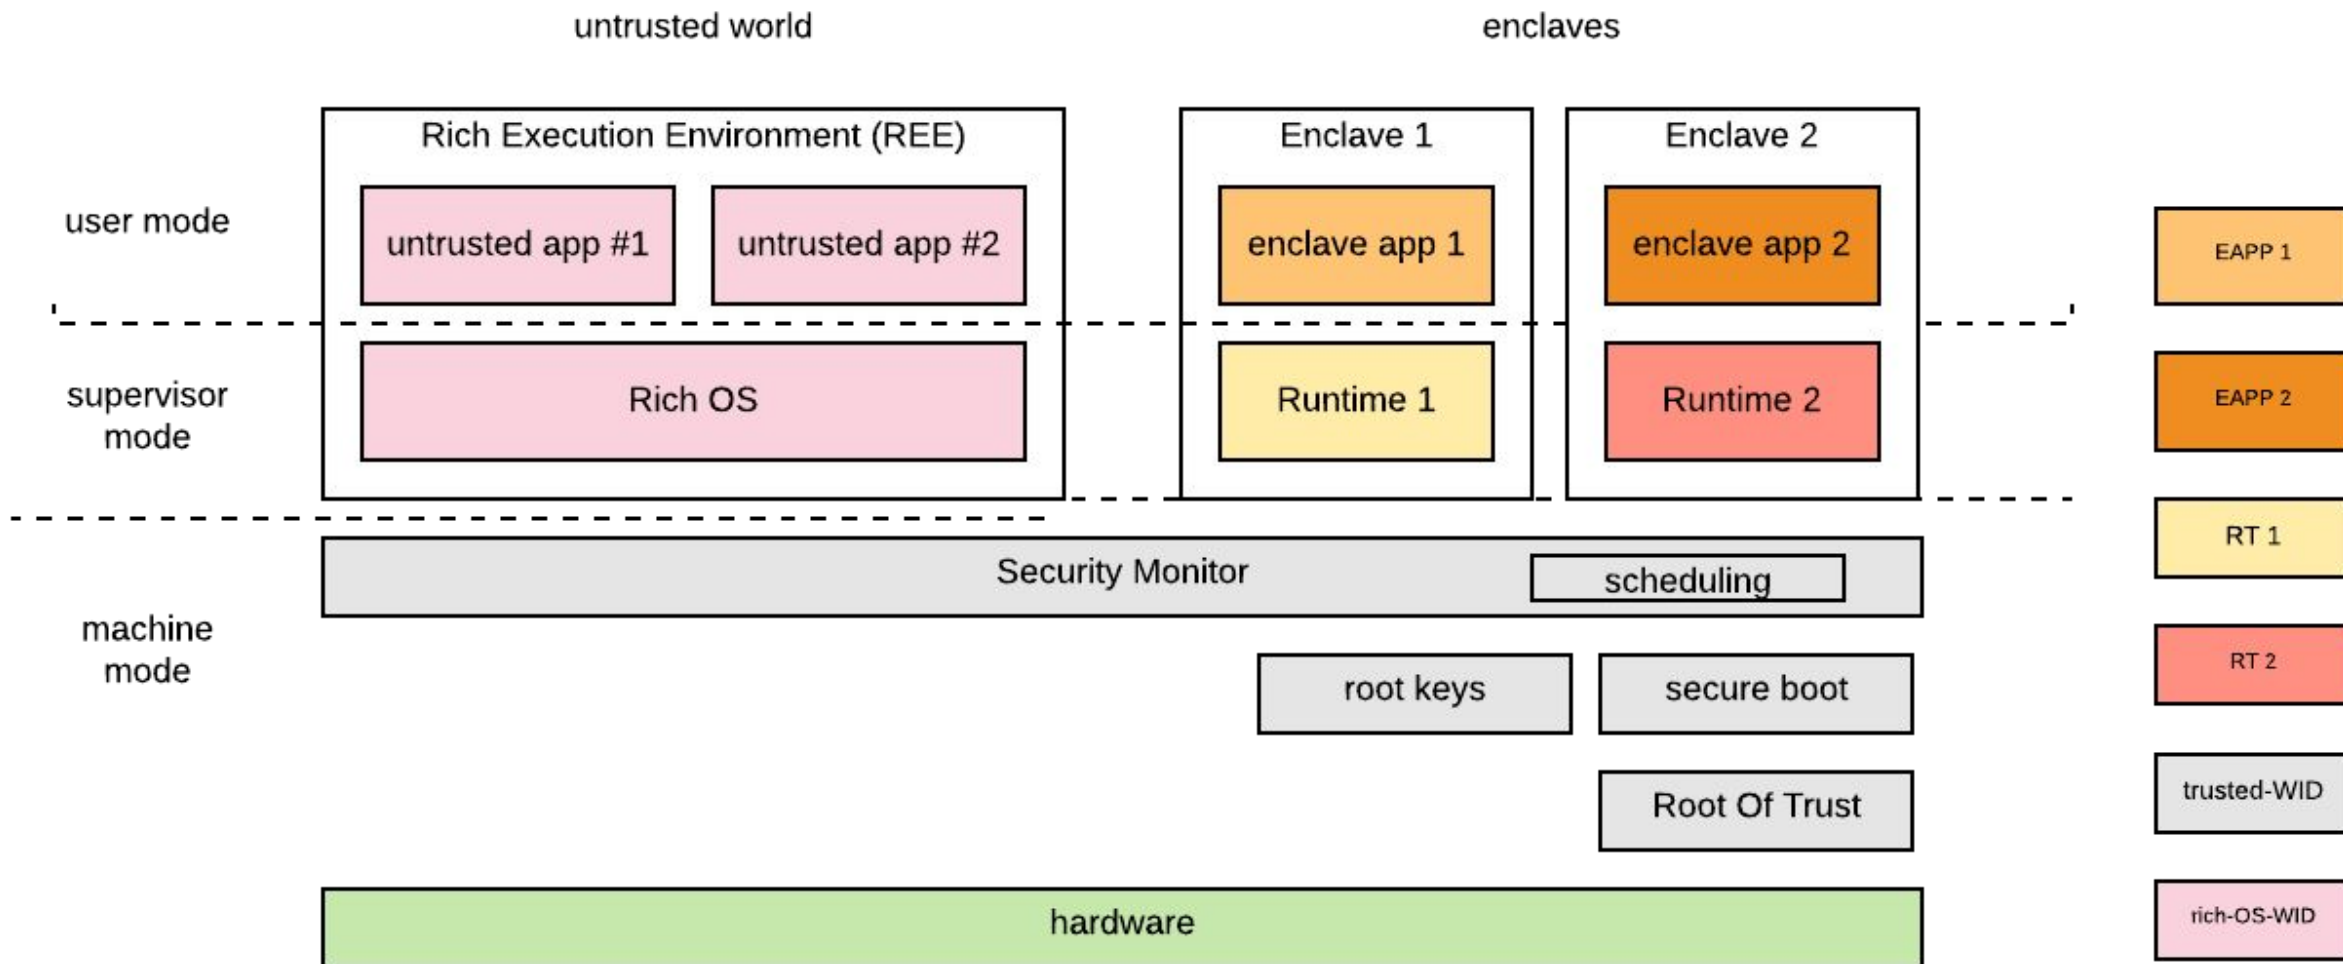 untrusted world
enclaves
Rich Execution Environment (REE)
Enclave 1
Enclave 2
user mode
untrusted app #1
untrusted app #2
enclave app 1
enclave app 2
EAPP 1
supervisor
mode
Rich OS
Runtime 1
Runtime 2
EAPP 2
RT 1
Security Monitor
scheduling
machine
mode
RT 2
root keys
secure boot
trusted-WID
Root Of Trust
hardware
rich-OS-WID